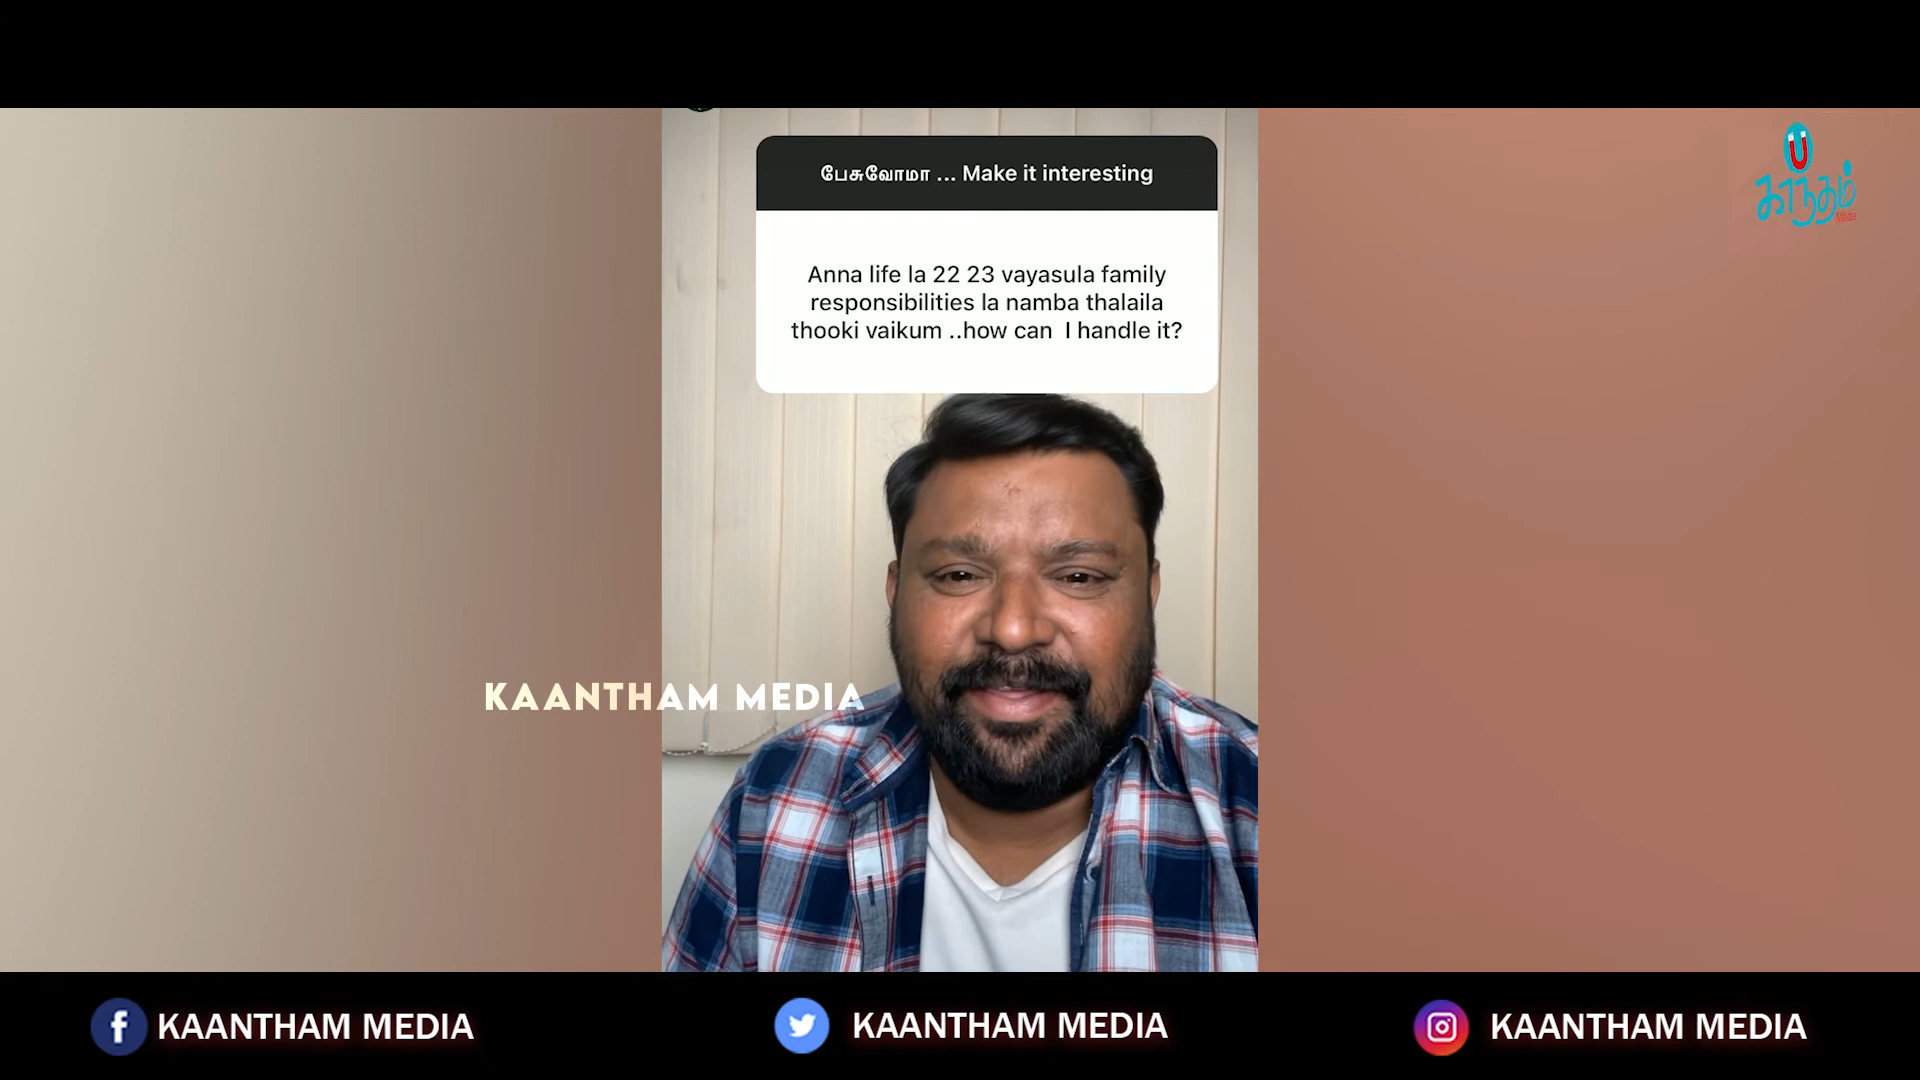 பேசுவோமா ... Make it interesting
U
காந்தம்
Media
Anna life la 22 23 vayasula family
responsibilities la namba thalaila
thooki vaikum ..how can I handle it?
KAANTHAM MEDIA
KAANTHAM MEDIA
KAANTHAM MEDIA
KAANTHAM MEDIA